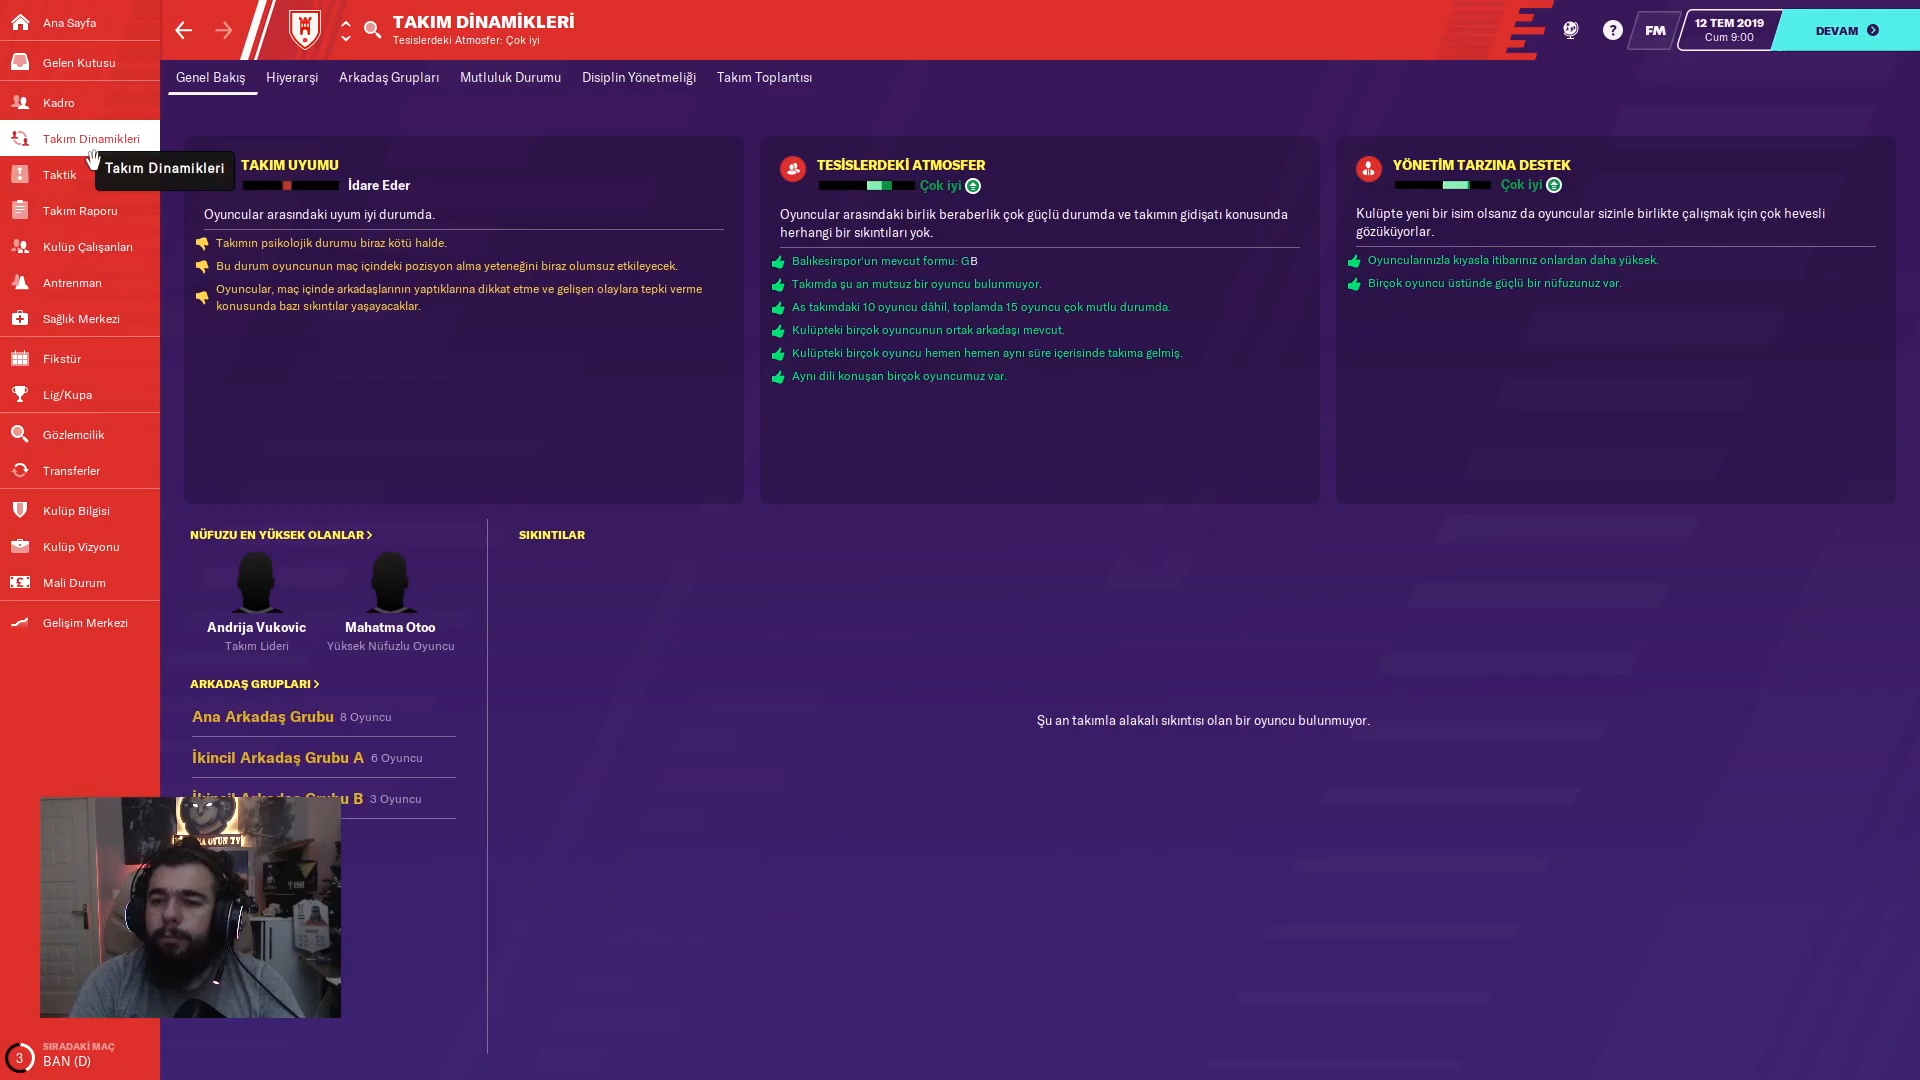 Ana Sayfa
Gelen Kutusu
Kadro
Takım Dinamikleri
Takım Dinamikleri
Taktik
Takım Raporu
Kulüp Çalışanları
Antrenman
Sağlık Merkezi
Fikstür
Lig/Kupa
Gözlemcilik
Transferler
Kulüp Bilgisi
Kulüp Vizyonu
Mali Durum
Gelişim Merkezi
TAKIM DİNAMİKLERİ
Tesislerdeki Atmosfer: Çok iyi
?
FM
12 TEM 2019
Cum 9:00
DEVAM
Genel Bakış
Hiyerarşi
Arkadaş Grupları
Mutluluk Durumu
Disiplin Yönetmeliği
Takım Toplantısı
TAKIM UYUMU
İdare Eder
Oyuncular arasındaki uyum iyi durumda.
Takımın psikolojik durumu biraz kötü halde.
Bu durum oyuncunun maç içindeki pozisyon alma yeteneğini biraz olumsuz etkileyecek.
Oyuncular, maç içinde arkadaşlarının yaptıklarına dikkat etme ve gelişen olaylara tepki verme
konusunda bazı sıkıntılar yaşayacaklar.
TESİSLERDEKİ ATMOSFER
Çok iyi
Oyuncular arasındaki birlik beraberlik çok güçlü durumda ve takımın gidişatı konusunda
herhangi bir sıkıntıları yok.
Balıkesirspor'un mevcut formu: GB
Takımda şu an mutsuz bir oyuncu bulunmuyor.
As takımdaki 10 oyuncu dâhil, toplamda 15 oyuncu çok mutlu durumda.
Kulüpteki birçok oyuncunun ortak arkadaşı mevcut.
Kulüpteki birçok oyuncu hemen hemen aynı süre içerisinde takıma gelmiş.
Aynı dili konuşan birçok oyuncumuz var.
YÖNETİM TARZINA DESTEK
Çok iyi
Kulüpte yeni bir isim olsanız da oyuncular sizinle birlikte çalışmak için çok hevesli
gözüküyorlar.
Oyuncularınızla kıyasla itibarınız onlardan daha yüksek.
Birçok oyuncu üstünde güçlü bir nüfuzunuz var.
NÜFUZU EN YÜKSEK OLANLAR
Andrija Vukovic
Takım Lideri
Mahatma Otoo
Yüksek Nüfuzlu Oyuncu
ARKADAŞ GRUPLARI
Ana Arkadaş Grubu 8 Oyuncu
İkincil Arkadaş Grubu A 6 Oyuncu
İkincil Arkadaş Grubu B 3 Oyuncu
SIKINTILAR
Şu an takımla alakalı sıkıntısı olan bir oyuncu bulunmuyor.
OYUN TV
3
SIRADAKİ MAÇ
BAN (D)